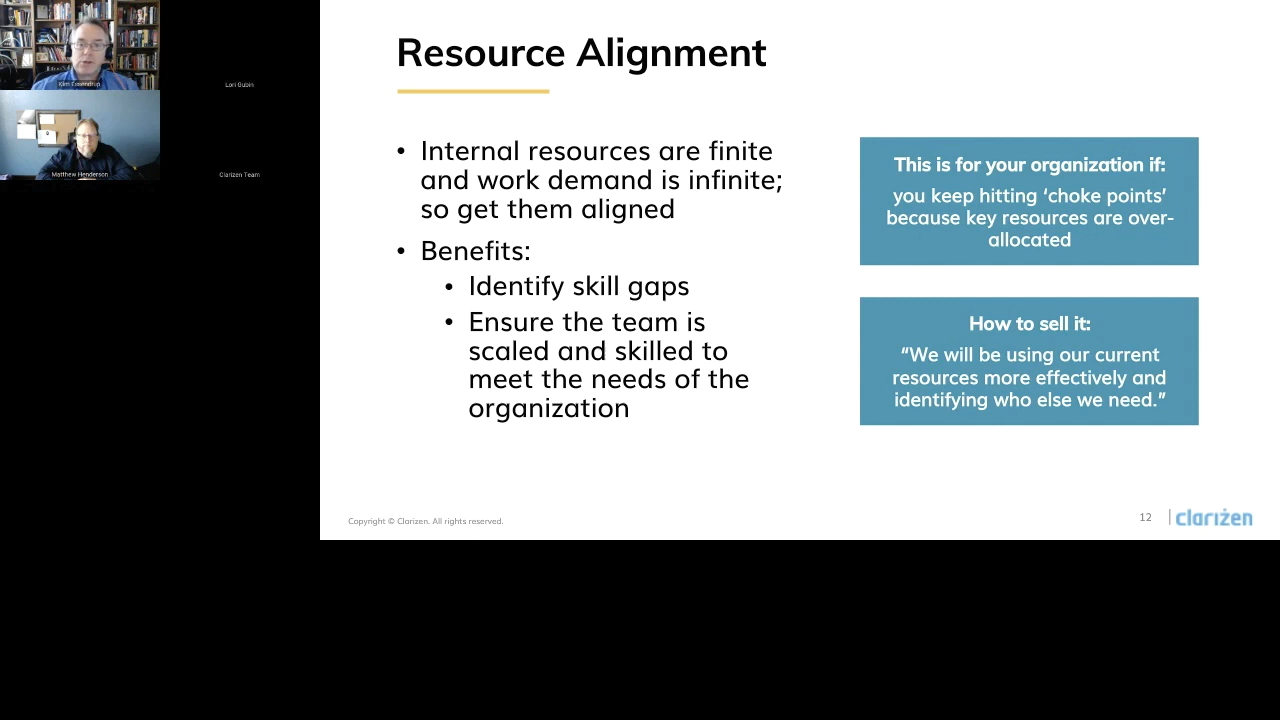 Kim Essendrup
Lori Gubin
Matthew Henderson
Clarizen Team
Resource Alignment
• Internal resources are finite
and work demand is infinite;
so get them aligned
• Benefits:
• Identify skill gaps
• Ensure the team is
scaled and skilled to
meet the needs of the
organization
This is for your organization if:
you keep hitting ‘choke points’
because key resources are over-
allocated
How to sell it:
“We will be using our current
resources more effectively and
identifying who else we need.”
Copyright © Clarizen. All rights reserved.
12
clarizen